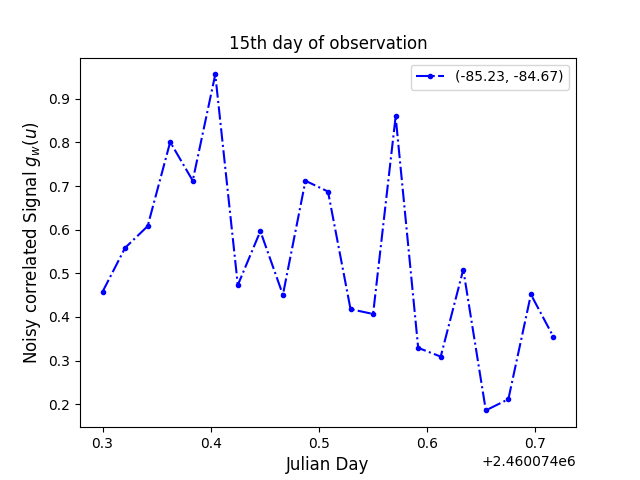 15th day of observation
(-85.23, -84.67)
Noisy correlated Signal g_w(u)
0.9
0.8
0.7
0.6
0.5
0.4
0.3
0.2
0.3 0.4 0.5 0.6 0.7
+2.460074e6
Julian Day